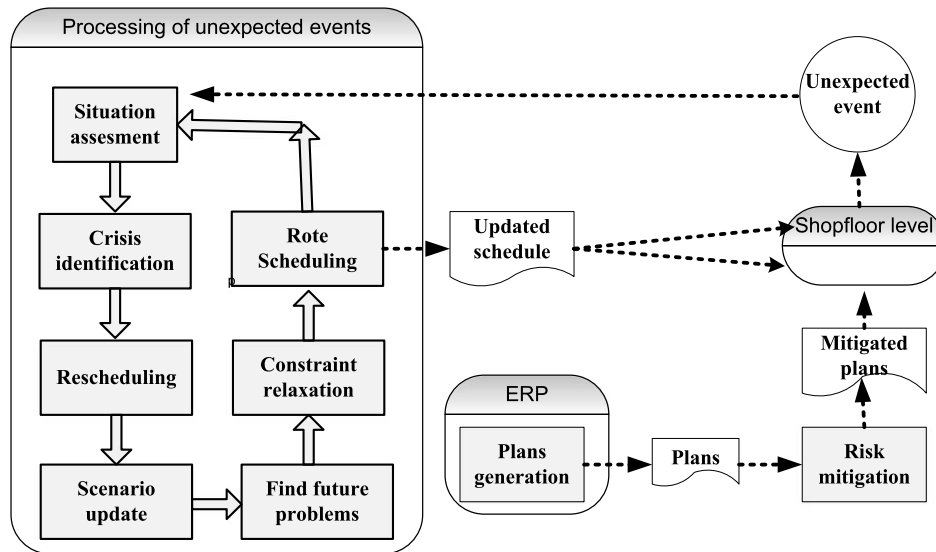 Processing of unexpected events
Situation
assesment
Crisis
identification
Rescheduling
Scenario
update
Find future
problems
Constraint
relaxation
Rote
Scheduling
p
Updated
schedule
Unexpected
event
Shopfloor level
Mitigated
plans
ERP
Plans
generation
Plans
Risk
mitigation